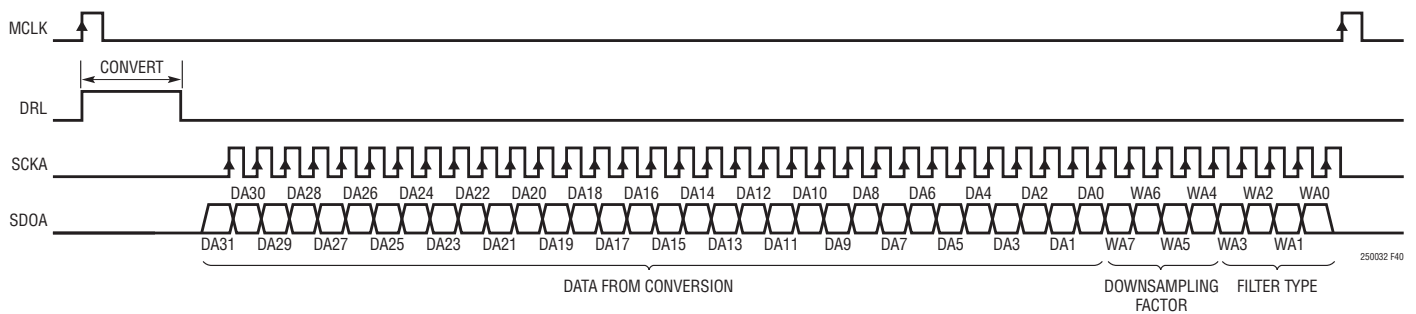 MCLK
CONVERT
DRL
SCKA
DA30 DA28 DA26 DA24 DA22 DA20 DA18 DA16 DA14 DA12 DA10 DA8 DA6 DA4 DA2 DA0 WA6 WA4 WA2 WA0
SDOA
DA31 DA29 DA27 DA25 DA23 DA21 DA19 DA17 DA15 DA13 DA11 DA9 DA7 DA5 DA3 DA1 WA7 WA5 WA3 WA1
250032 F40
DATA FROM CONVERSION
DOWNSAMPLING
FACTOR
FILTER TYPE